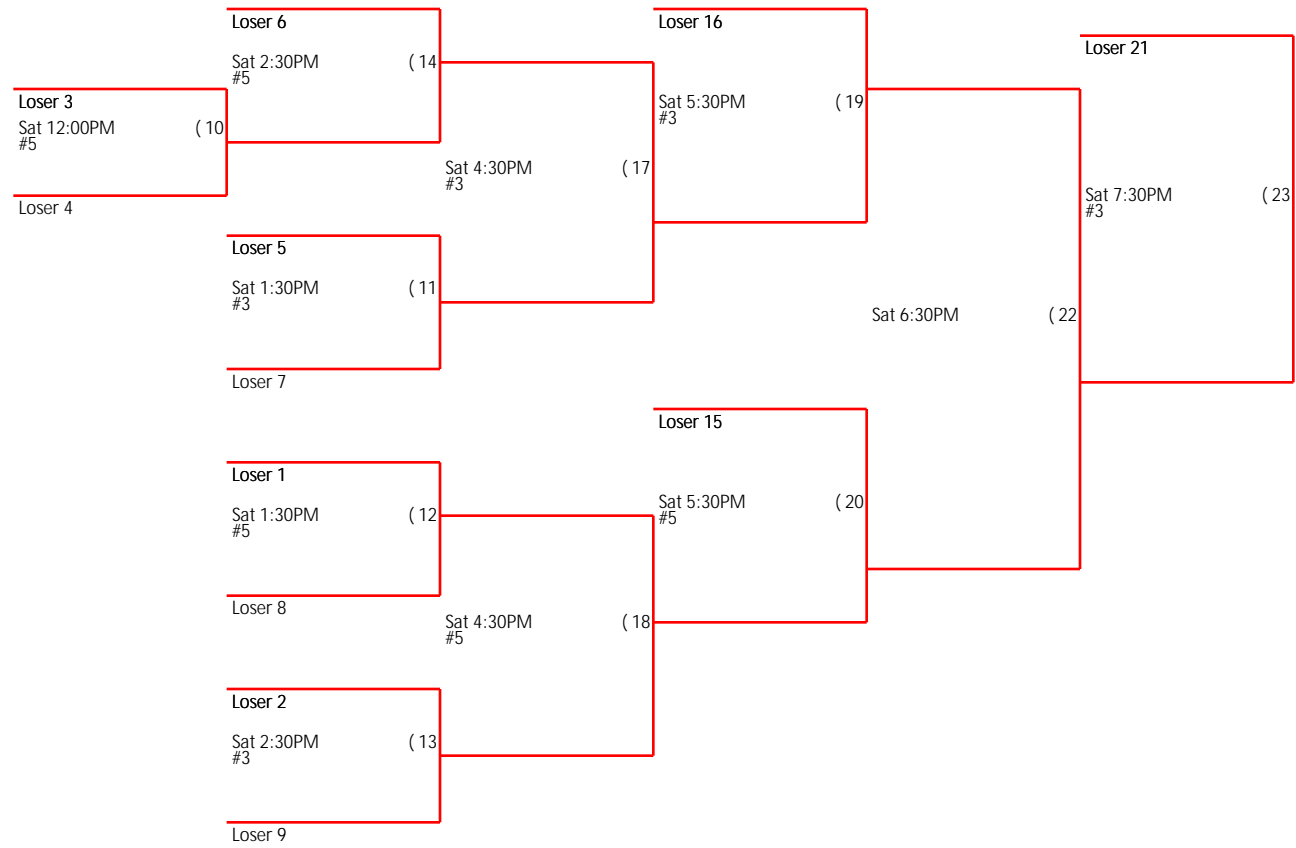 Loser 6
Sat 2:30PM ( 14
#5
Loser 3
Sat 12:00PM ( 10
#5
Loser 4
Loser 5
Sat 1:30PM ( 11
#3
Loser 7
Sat 4:30PM ( 17
#3
Loser 16
Sat 5:30PM ( 19
#3
Loser 21
Sat 7:30PM ( 23
#3
Sat 6:30PM ( 22
Loser 15
Sat 5:30PM ( 20
#5
Loser 1
Sat 1:30PM ( 12
#5
Loser 8
Sat 4:30PM ( 18
#5
Loser 2
Sat 2:30PM ( 13
#3
Loser 9